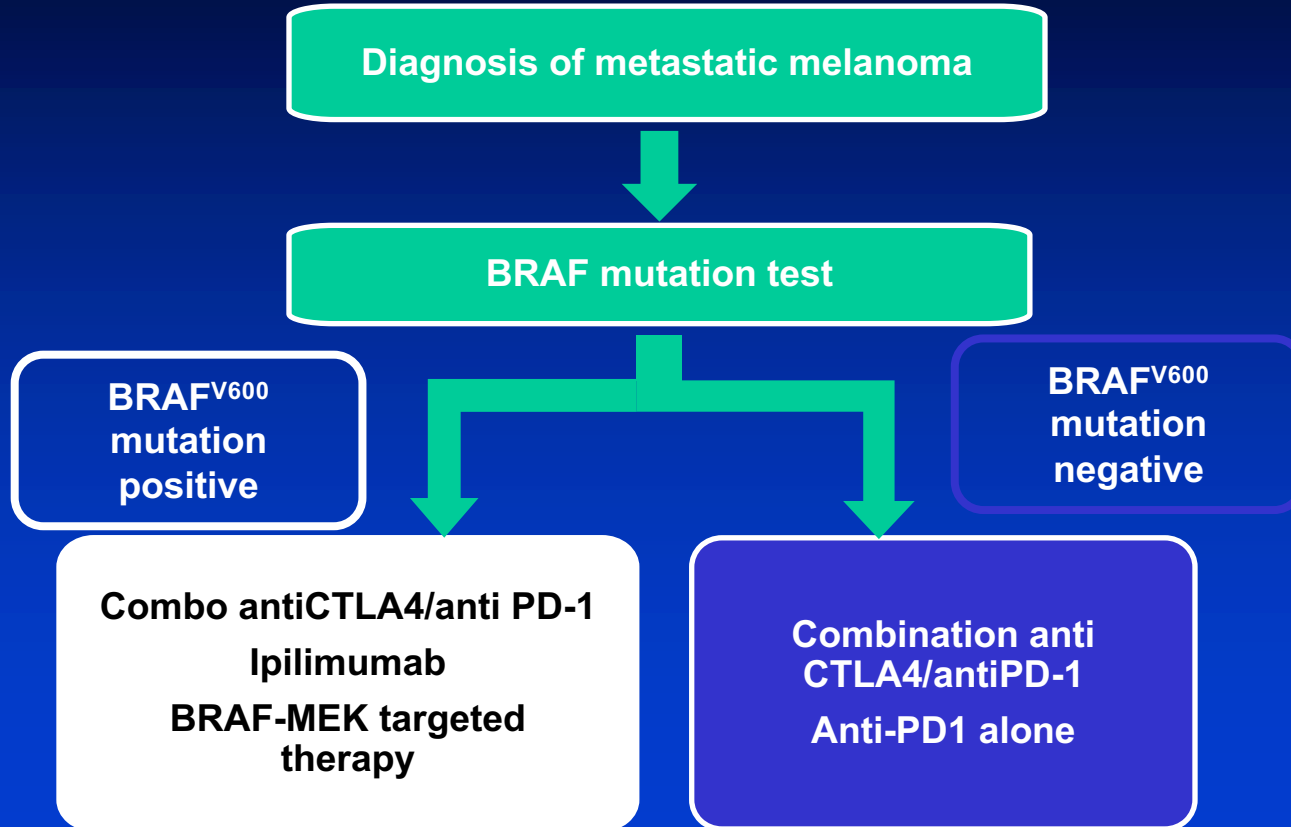 Diagnosis of metastatic melanoma
BRAF mutation test
BRAFV600
mutation
positive
BRAFV600
mutation
negative
Combo antiCTLA4/anti PD-1
Ipilimumab
BRAF-MEK targeted
therapy
Combination anti
CTLA4/antiPD-1
Anti-PD1 alone